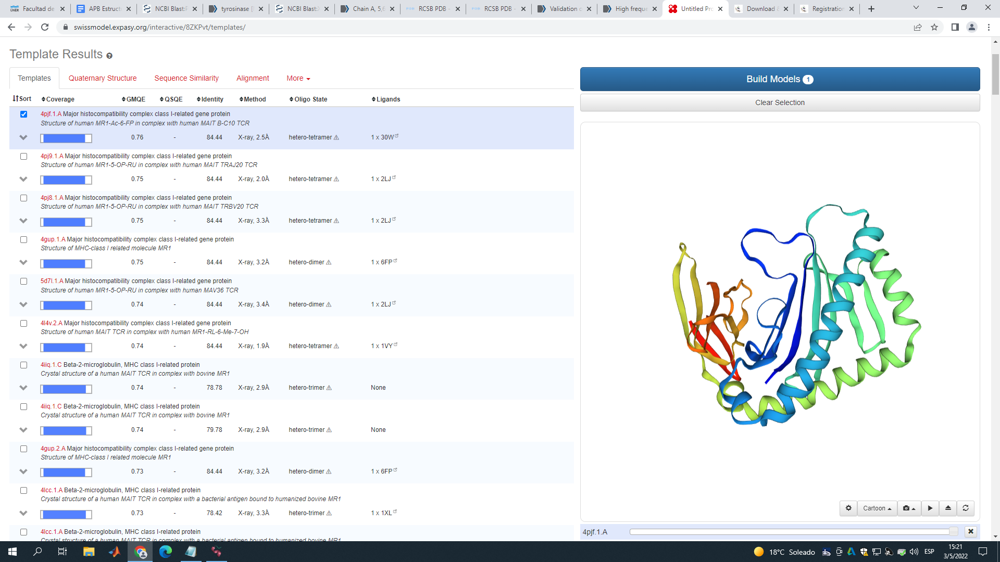 Facultad de
APB Estruct
NCBI Blast:P
tyrosinase [
NCBI Blast:
Chain A, 5,6
RCSB PDB -
RCSB PDB -
Validation o
High freque
Untitled Pro
Download &
Registration
swissmodel.expasy.org/interactive/8ZKPvt/templates/
Template Results
Templates Quaternary Structure Sequence Similarity Alignment More
Build Models 1
Clear Selection
Sort Coverage GMQE QSQE Identity Method Oligo State Ligands
4pjf.1.A Major histocompatibility complex class I-related gene protein
Structure of human MR1-Ac-6-FP in complex with human MAIT B-C10 TCR
0.76 - 84.44 X-ray, 2.5Å hetero-tetramer 1 x 30W
4pj9.1.A Major histocompatibility complex class I-related gene protein
Structure of human MR1-5-OP-RU in complex with human MAIT TRAJ20 TCR
0.75 - 84.44 X-ray, 2.0Å hetero-tetramer 1 x 2LJ
4pj8.1.A Major histocompatibility complex class I-related gene protein
Structure of human MR1-5-OP-RU in complex with human MAIT TRBV20 TCR
0.75 - 84.44 X-ray, 3.3Å hetero-tetramer 1 x 2LJ
4gup.1.A Major histocompatibility complex class I-related gene protein
Structure of MHC-class I related molecule MR1
0.75 - 84.44 X-ray, 3.2Å hetero-dimer 1 x 6FP
5d7l.1.A Major histocompatibility complex class I-related gene protein
Structure of human MR1-5-OP-RU in complex with human MAV36 TCR
0.74 - 84.44 X-ray, 3.4Å hetero-dimer 1 x 2LJ
4l4v.2.A Major histocompatibility complex class I-related gene protein
Structure of human MAIT TCR in complex with human MR1-RL-6-Me-7-OH
0.74 - 84.44 X-ray, 1.9Å hetero-tetramer 1 x 1VY
4iiq.1.C Beta-2-microglobulin, MHC class I-related protein
Crystal structure of a human MAIT TCR in complex with bovine MR1
0.74 - 78.78 X-ray, 2.9Å hetero-trimer None
4iiq.1.C Beta-2-microglobulin, MHC class I-related protein
Crystal structure of a human MAIT TCR in complex with bovine MR1
0.74 - 79.78 X-ray, 2.9Å hetero-trimer None
4gup.2.A Major histocompatibility complex class I-related gene protein
Structure of MHC-class I related molecule MR1
0.73 - 84.44 X-ray, 3.2Å hetero-dimer 1 x 6FP
4lcc.1.A Beta-2-microglobulin, MHC class I-related protein
Crystal structure of a human MAIT TCR in complex with a bacterial antigen bound to humanized bovine MR1
0.73 - 78.42 X-ray, 3.3Å hetero-trimer 1 x 1XL
4lcc.1.A Beta-2-microglobulin, MHC class I-related protein
Crystal structure of a human MAIT TCR in complex with a bacterial antigen bound to humanized bovine MR1
Cartoon
4pjf.1.A
18°C Soleado
ESP
15:21
3/5/2022